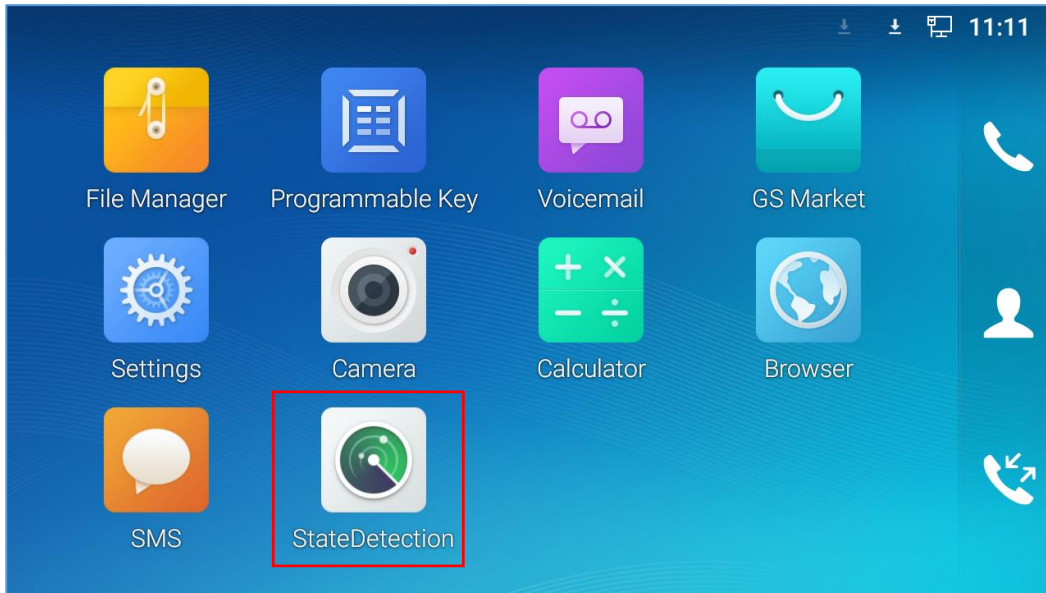 11:11
File Manager
Programmable Key
Voicemail
GS Market
Settings
Camera
Calculator
Browser
SMS
StateDetection